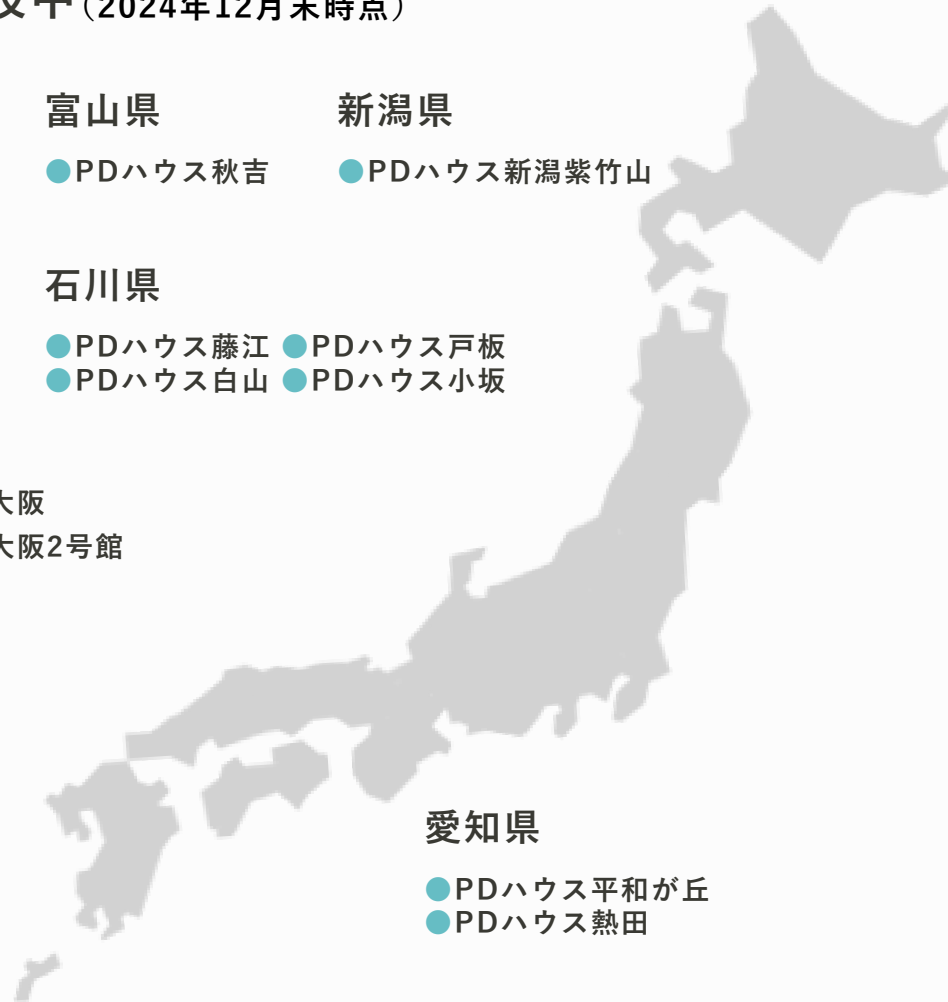 中(2024年12月末時点)
富山県 新潟県
●PDハウス秋吉 ●PDハウス新潟紫竹山
石川県
●PDハウス藤江 ●PDハウス戸板
●PDハウス白山 ●PDハウス小坂
大阪
大阪2号館
愛知県
●PDハウス平和が丘
●PDハウス熱田